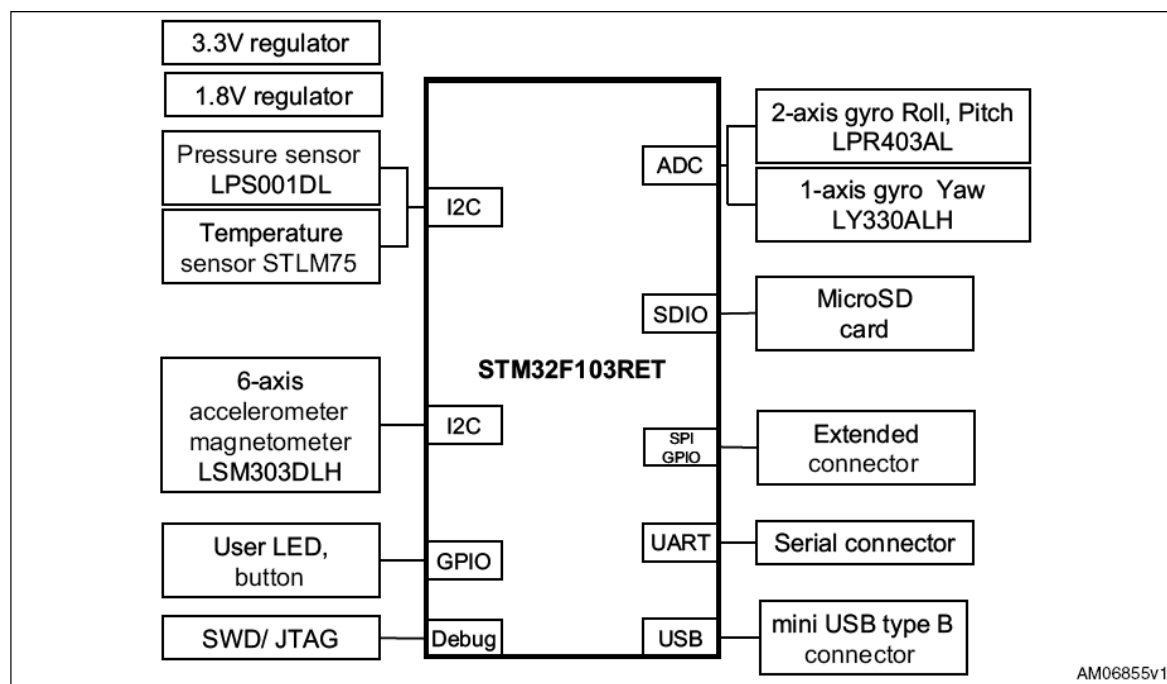 3.3V regulator
1.8V regulator
Pressure sensor
LPS001DL
Temperature
sensor STLM75
6-axis
accelerometer
magnetometer
LSM303DLH
User LED,
button
SWD/ JTAG
I2C
I2C
GPIO
Debug
STM32F103RET
ADC
SDIO
SPI
GPIO
UART
USB
2-axis gyro Roll, Pitch
LPR403AL
1-axis gyro Yaw
LY330ALH
MicroSD
card
Extended
connector
Serial connector
mini USB type B
connector
AM06855v1